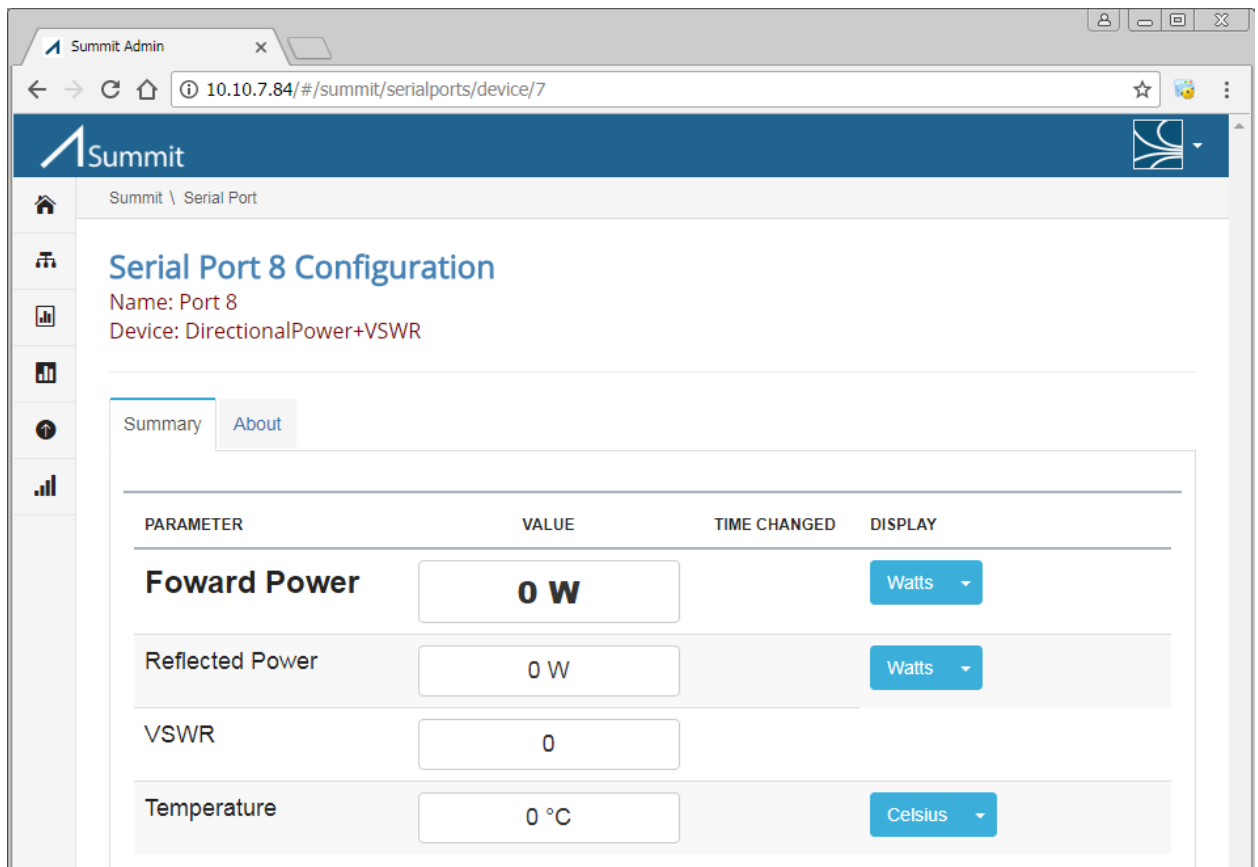 Summit Admin
10.10.7.84/#/summit/serialports/device/7
Summit
Summit \ Serial Port
Serial Port 8 Configuration
Name: Port 8
Device: DirectionalPower+VSWR
Summary About
PARAMETER VALUE TIME CHANGED DISPLAY
Foward Power 0 W Watts
Reflected Power 0 W Watts
VSWR 0
Temperature 0 °C Celsius